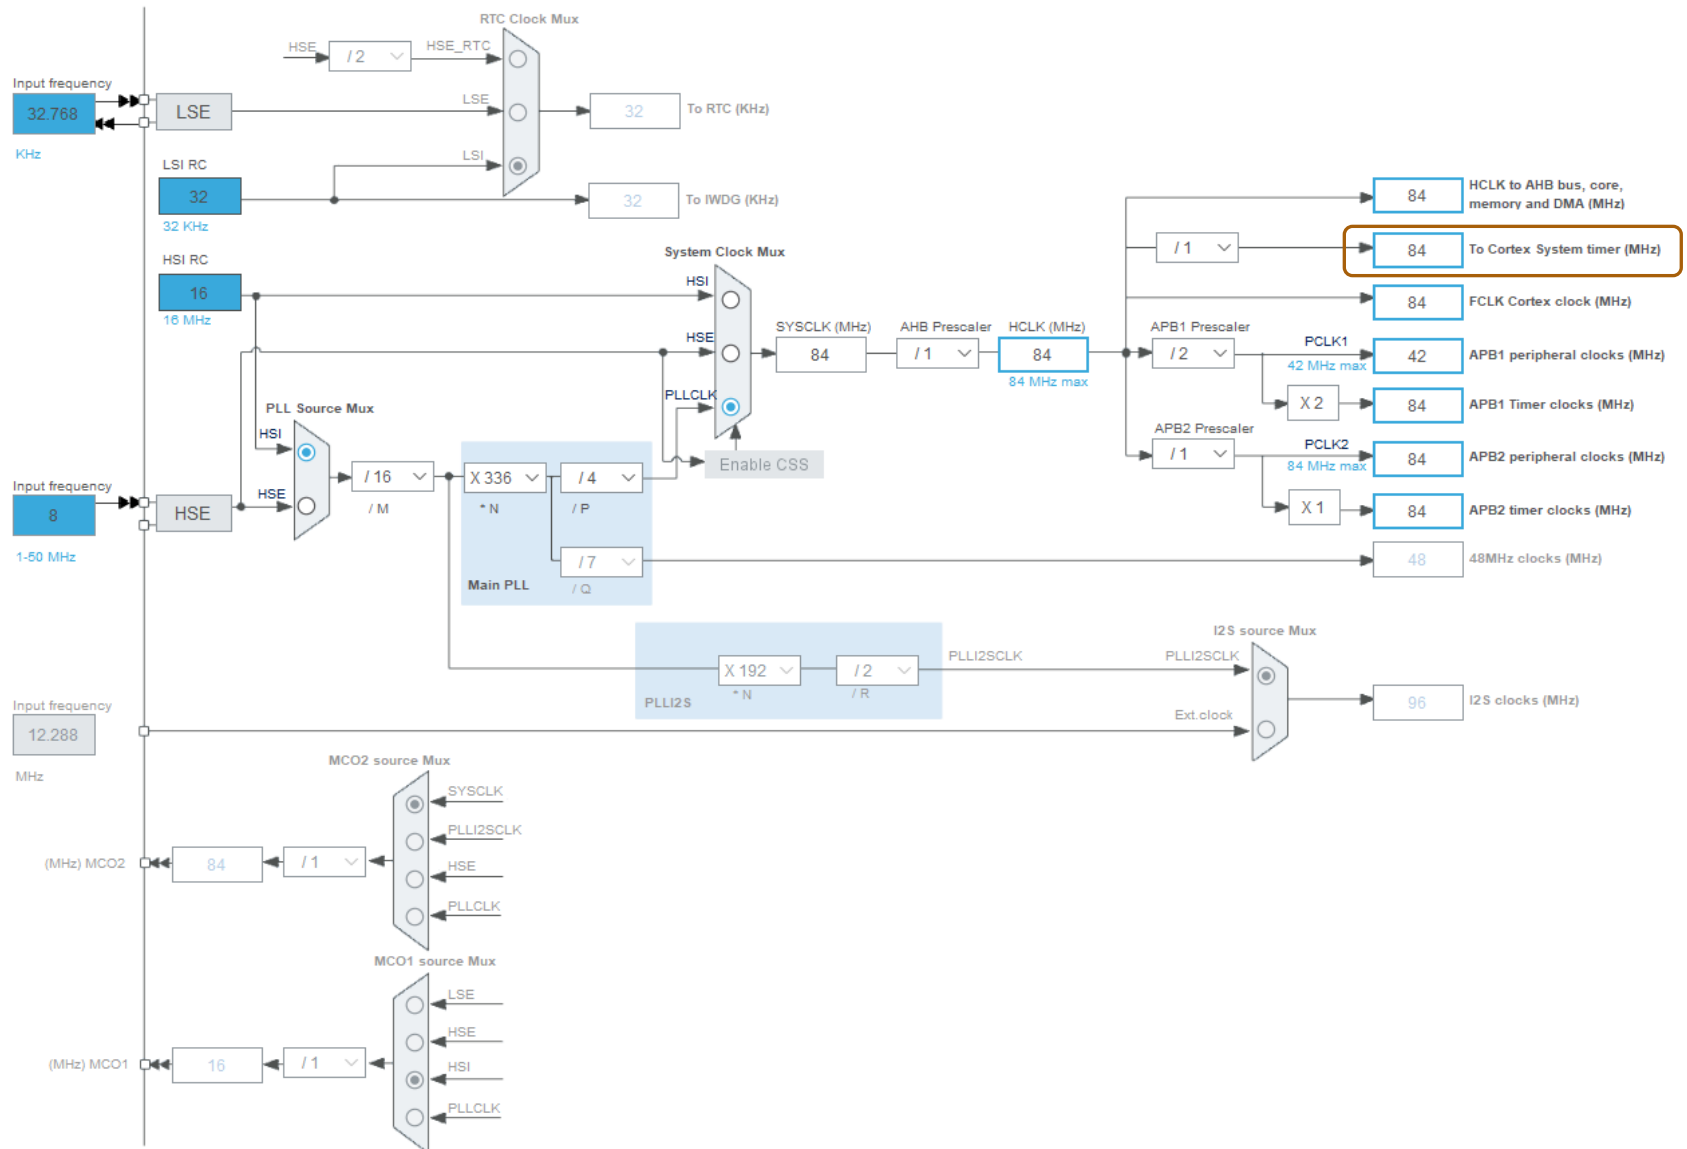 RTC Clock Mux
HSE
/ 2
HSE_RTC
Input frequency
32.768
KHz
LSE
LSE
32
To RTC (KHz)
LSI RC
32
32 KHz
LSI
32
To IWDG (KHz)
HSI RC
16
16 MHz
System Clock Mux
HSI
HSE
PLLCLK
SYSCLK (MHz)
84
AHB Prescaler
/ 1
HCLK (MHz)
84
84 MHz max
84
HCLK to AHB bus, core,
memory and DMA (MHz)
/ 1
84
To Cortex System timer (MHz)
84
FCLK Cortex clock (MHz)
APB1 Prescaler
/ 2
PCLK1
42 MHz max
42
APB1 peripheral clocks (MHz)
X 2
84
APB1 Timer clocks (MHz)
APB2 Prescaler
/ 1
PCLK2
84 MHz max
84
APB2 peripheral clocks (MHz)
X 1
84
APB2 timer clocks (MHz)
PLL Source Mux
HSI
HSE
Input frequency
8
1-50 MHz
HSE
/ 16
/ M
X 336
* N
/ 4
/ P
Enable CSS
/ 7
/ Q
Main PLL
48
48MHz clocks (MHz)
X 192
* N
/ 2
/ R
PLLI2S
PLLI2SCLK
I2S source Mux
PLLI2SCLK
Ext.clock
96
I2S clocks (MHz)
Input frequency
12.288
MHz
MCO2 source Mux
SYSCLK
PLLI2SCLK
HSE
PLLCLK
(MHz) MCO2
84
/ 1
MCO1 source Mux
LSE
HSE
HSI
PLLCLK
(MHz) MCO1
16
/ 1